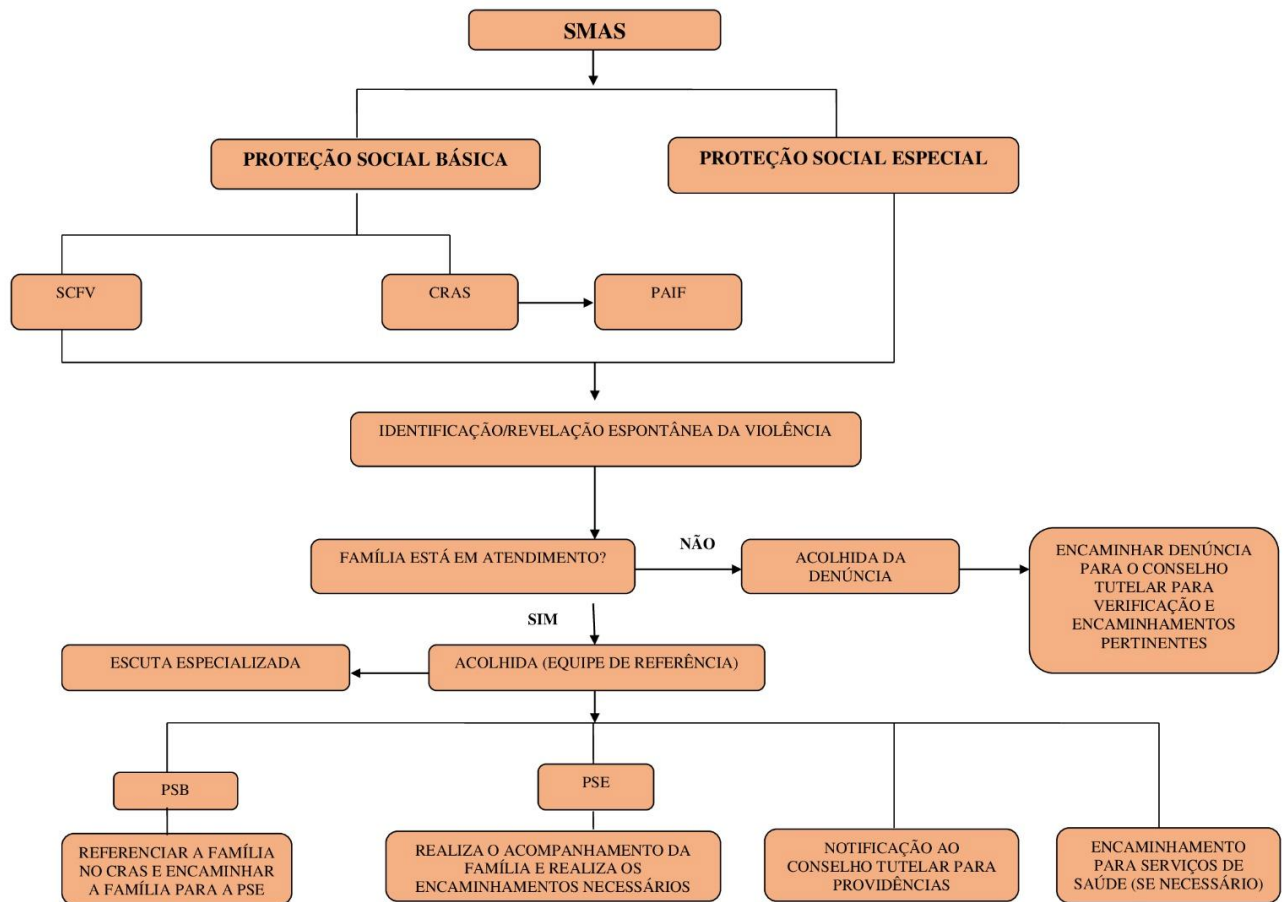 SMAS
PROTEÇÃO SOCIAL BÁSICA
PROTEÇÃO SOCIAL ESPECIAL
SCFV
CRAS
PAIF
IDENTIFICAÇÃO/REVELAÇÃO ESPONTÂNEA DA VIOLÊNCIA
FAMÍLIA ESTÁ EM ATENDIMENTO?
NÃO
ACOLHIDA DA
DENÚNCIA
ENCAMINHAR DENÚNCIA
PARA O CONSELHO
TUTELAR PARA
VERIFICAÇÃO E
ENCAMINHAMENTOS
PERTINENTES
SIM
ESCUTA ESPECIALIZADA
ACOLHIDA (EQUIPE DE REFERÊNCIA)
PSB
PSE
REFERENCIAR A FAMÍLIA
NO CRAS E ENCAMINHAR
A FAMÍLIA PARA A PSE
REALIZA O ACOMPANHAMENTO DA
FAMÍLIA E REALIZA OS
ENCAMINHAMENTOS NECESSÁRIOS
NOTIFICAÇÃO AO
CONSELHO TUTELAR PARA
PROVIDÊNCIAS
ENCAMINHAMENTO
PARA SERVIÇOS DE
SAÚDE (SE NECESSÁRIO)